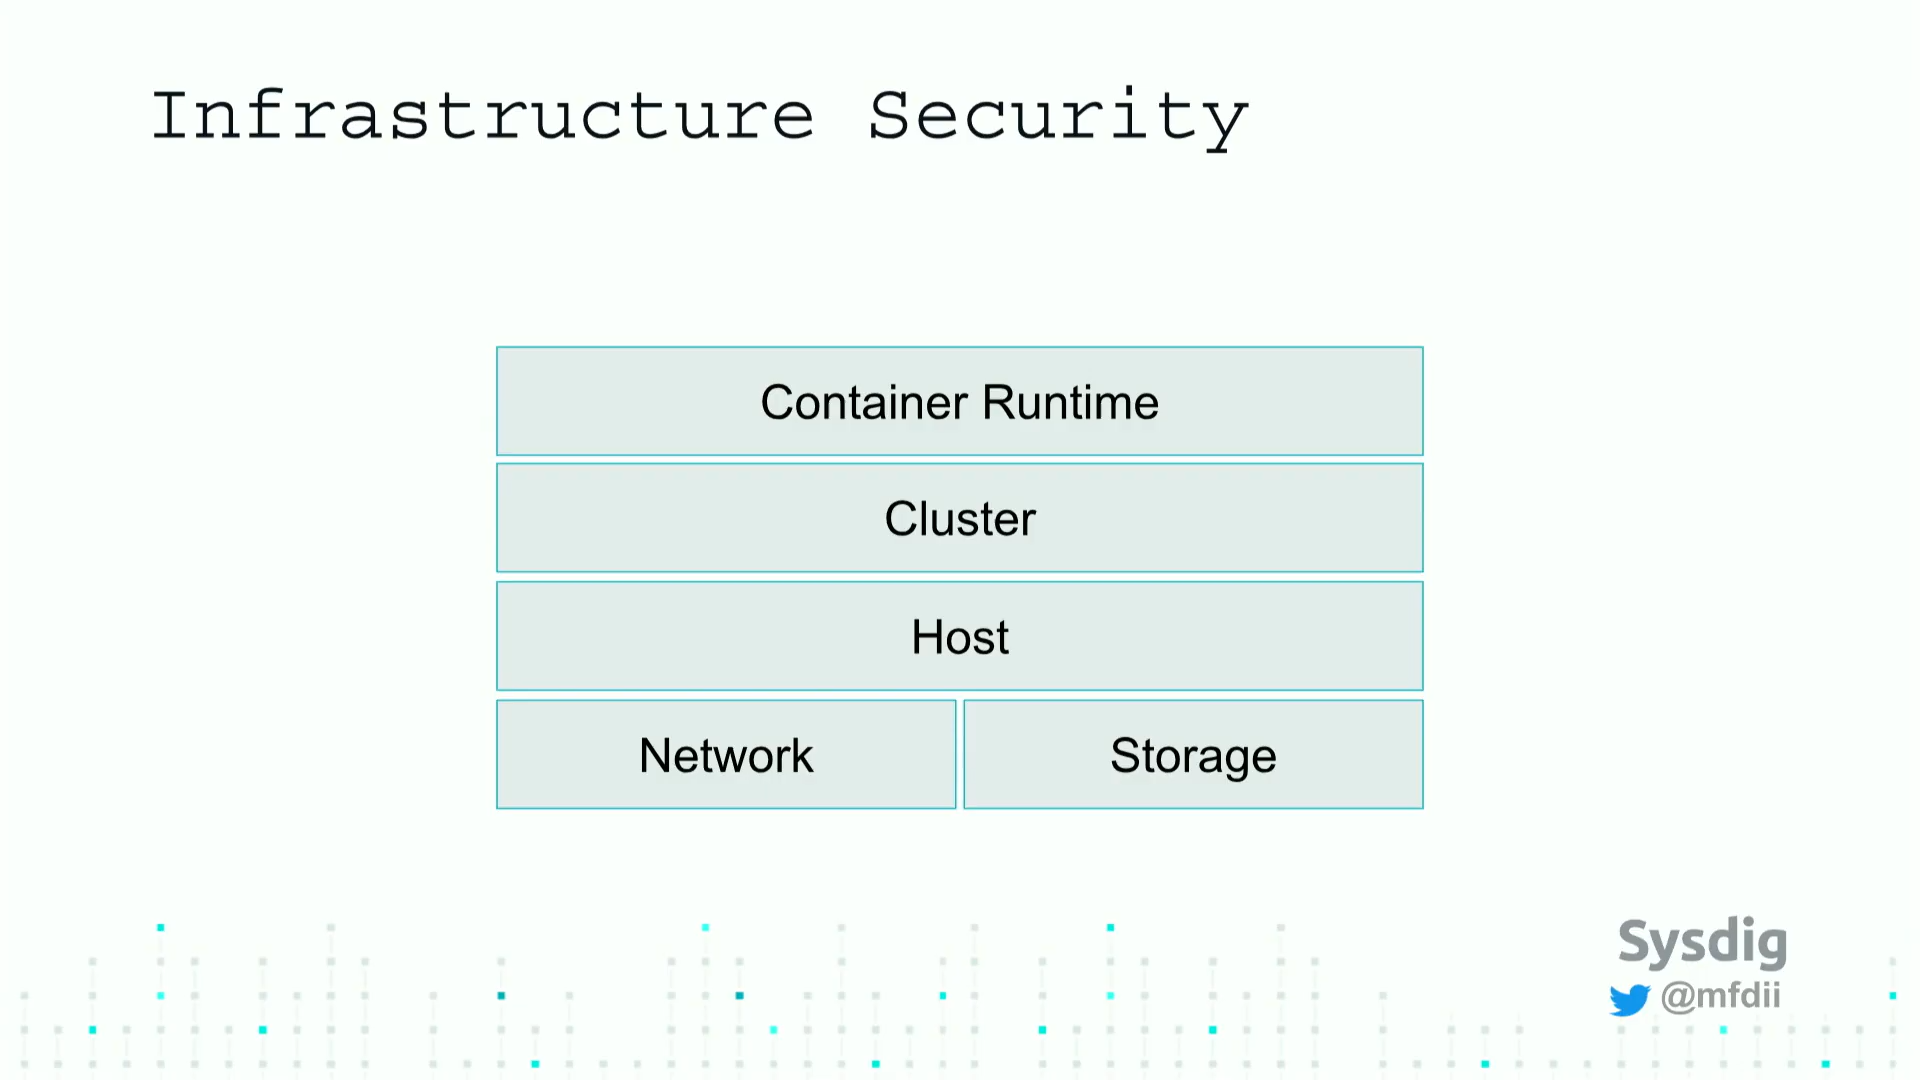 Infrastructure Security
Container Runtime
Cluster
Host
Network
Storage
Sysdig
@mfdii